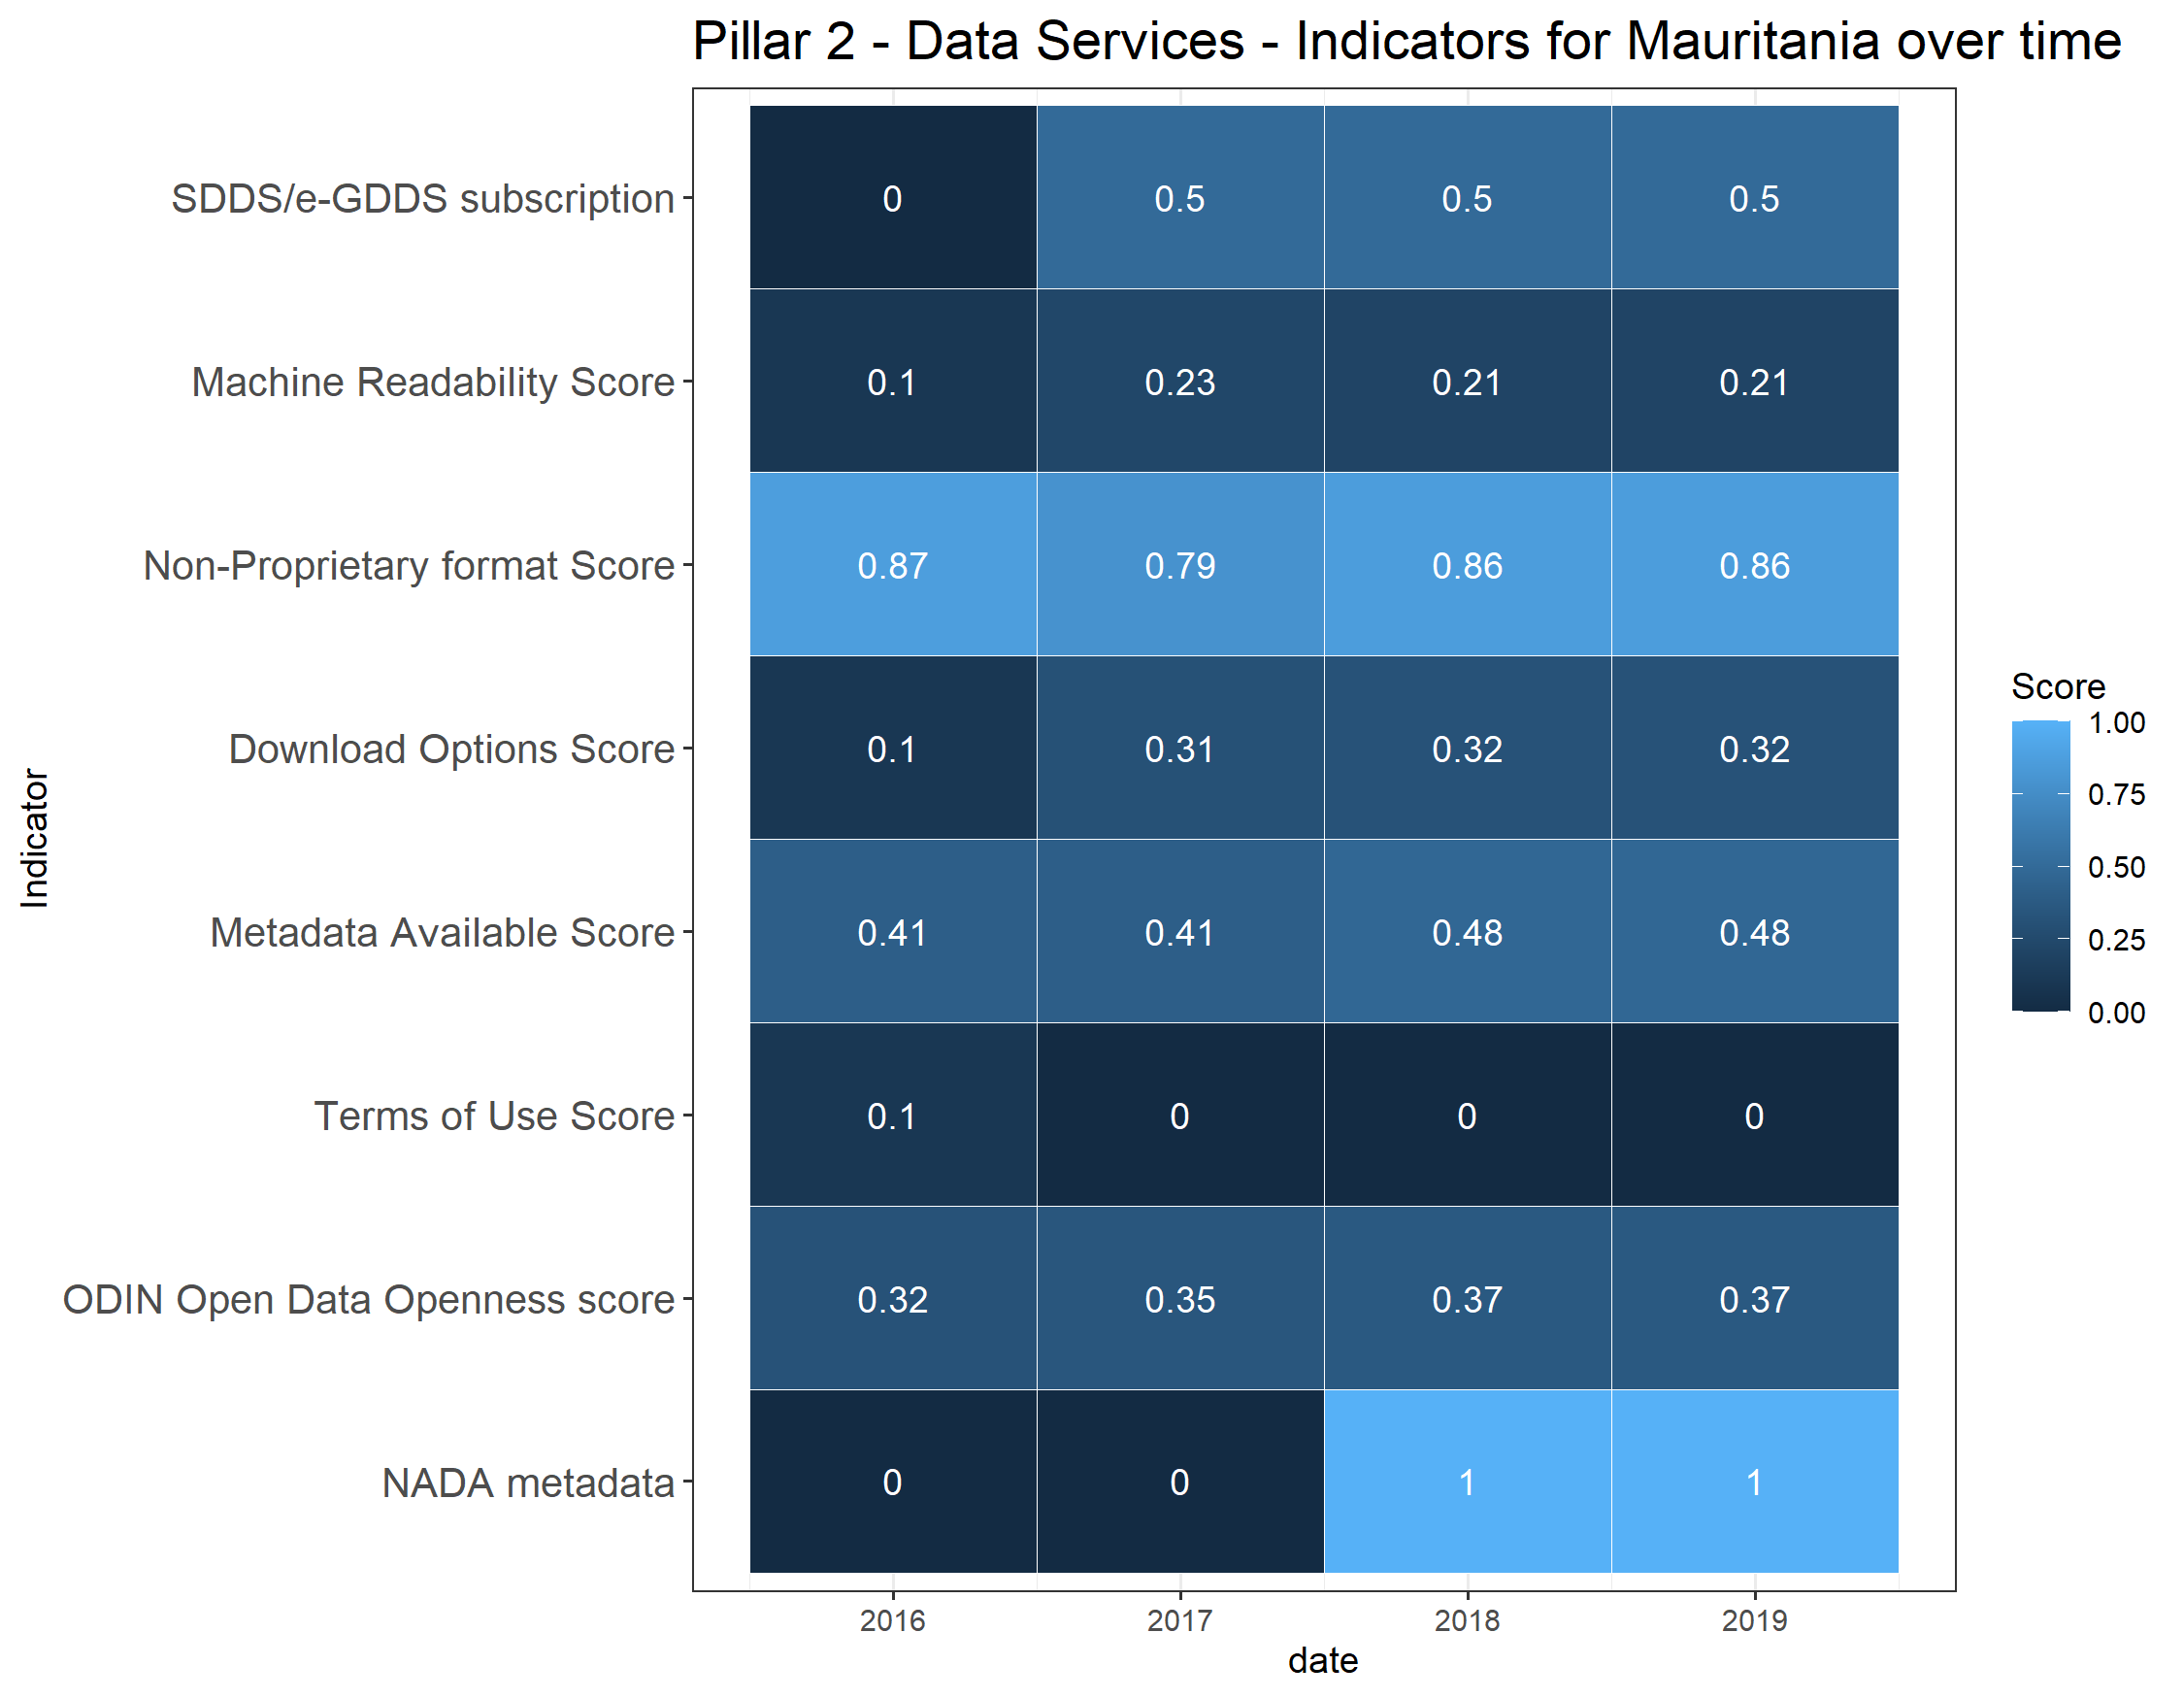 Pillar 2 - Data Services - Indicators for Mauritania over time
Indicator
SDDS/e-GDDS subscription 0 0.5 0.5 0.5
Machine Readability Score 0.1 0.23 0.21 0.21
Non-Proprietary format Score 0.87 0.79 0.86 0.86
Download Options Score 0.1 0.31 0.32 0.32
Metadata Available Score 0.41 0.41 0.48 0.48
Terms of Use Score 0.1 0 0 0
ODIN Open Data Openness score 0.32 0.35 0.37 0.37
NADA metadata 0 0 1 1
2016 2017 2018 2019
date
Score
1.00
0.75
0.50
0.25
0.00